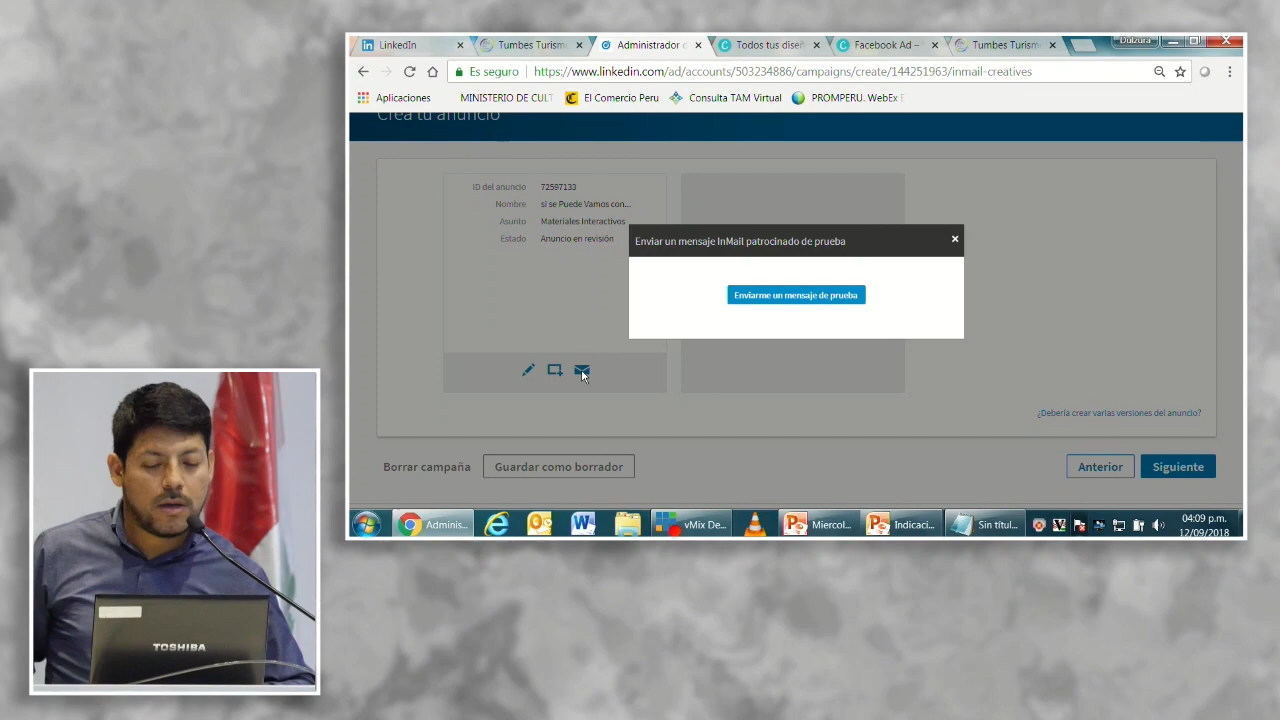 LinkedIn
Tumbes Turism
Administrador d
Todos tus dise
Facebook Ad –
Tumbes Turism
Dulzura
Es seguro
https://www.linkedin.com/ad/accounts/503234886/campaigns/create/144251963/inmail-creatives
Aplicaciones
MINISTERIO DE CULT
El Comercio Peru
Consulta TAM Virtual
PROMPERU. WebEx E
Crea tu anuncio
ID del anuncio 72597133
Nombre si se Puede Vamos con...
Asunto Materiales Interactivos
Estado Anuncio en revisión
Enviar un mensaje InMail patrocinado de prueba
Enviarme un mensaje de prueba
¿Debería crear varias versiones del anuncio?
Borrar campaña
Guardar como borrador
Anterior
Siguiente
Adminis...
vMix De...
Miercol...
Indicaci...
Sin títul...
04:09 p.m.
12/09/2018
TOSHIBA